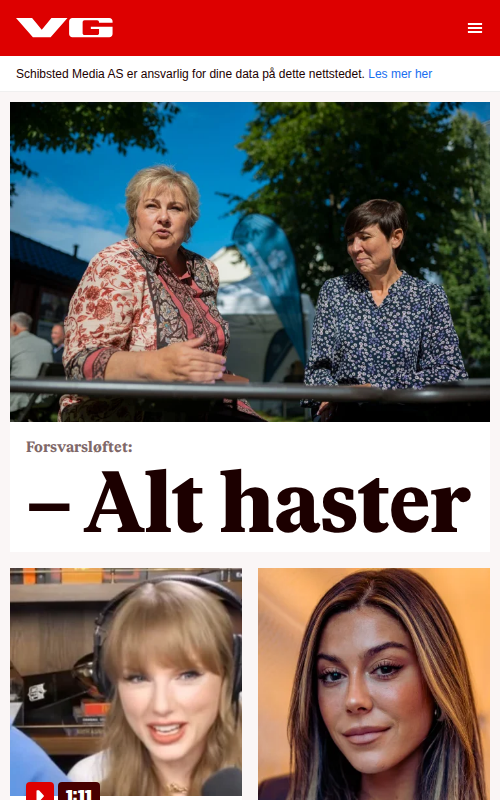 VG
Schibsted Media AS er ansvarlig for dine data på dette nettstedet. Les mer her
Forsvarsløftet:
– Alt haster
1:11